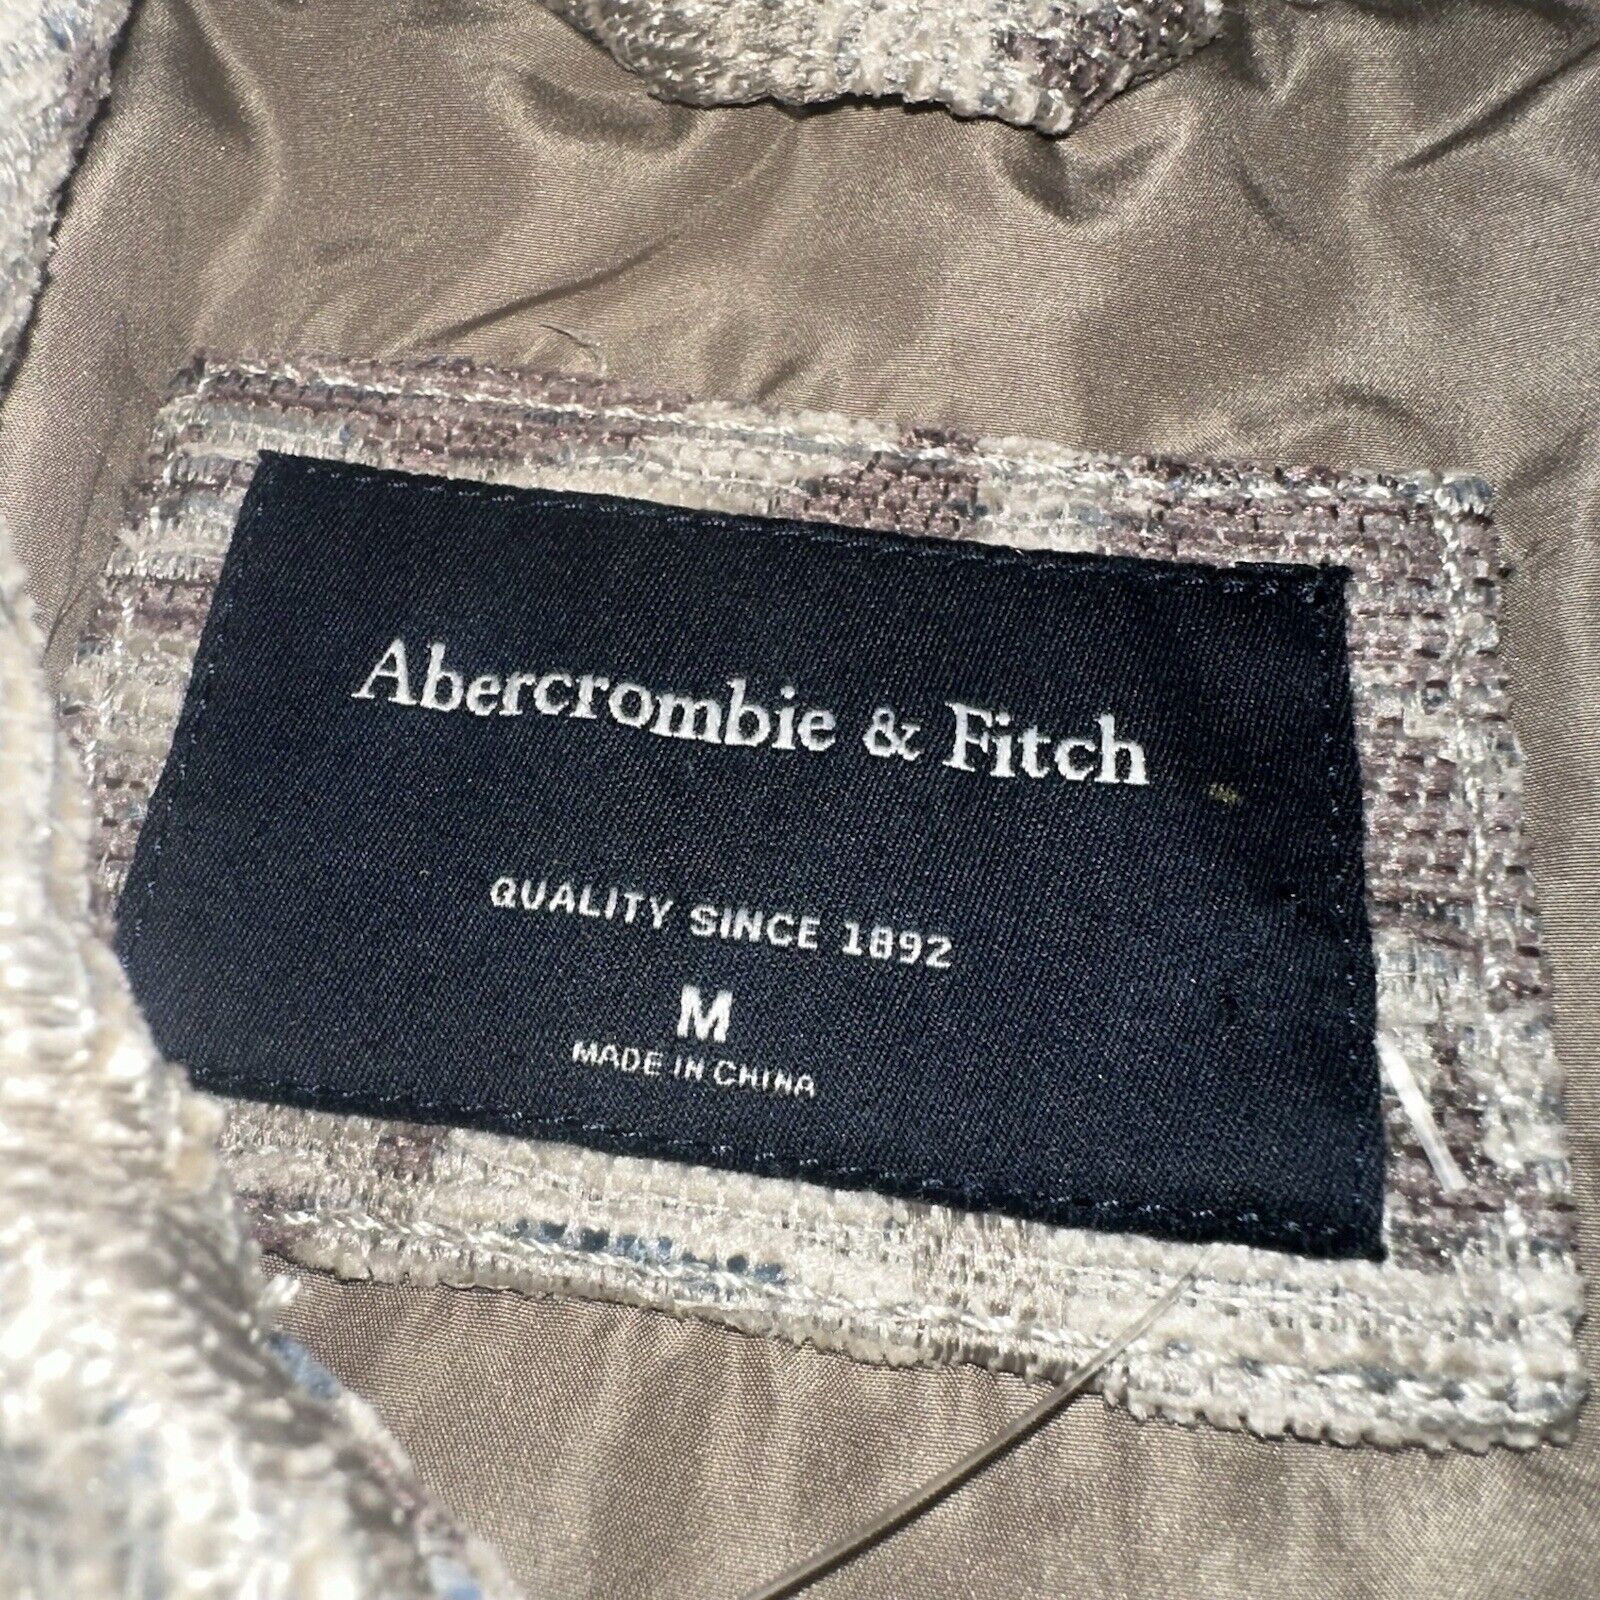 Abercrombie & Fitch
QUALITY SINCE 1892
M
MADE IN CHINA